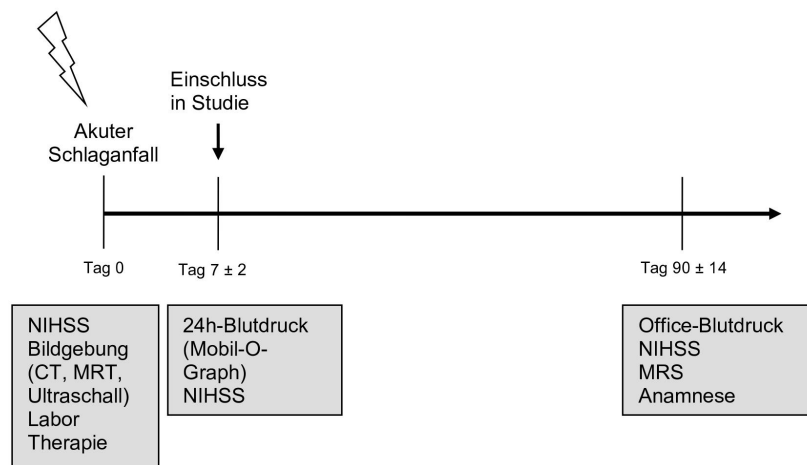 Akuter
Schlaganfall
Einschluss
in Studie
Tag 0
Tag 7 ± 2
Tag 90 ± 14
NIHSS
Bildgebung
(CT, MRT,
Ultraschall)
Labor
Therapie
24h-Blutdruck
(Mobil-O-
Graph)
NIHSS
Office-Blutdruck
NIHSS
MRS
Anamnese